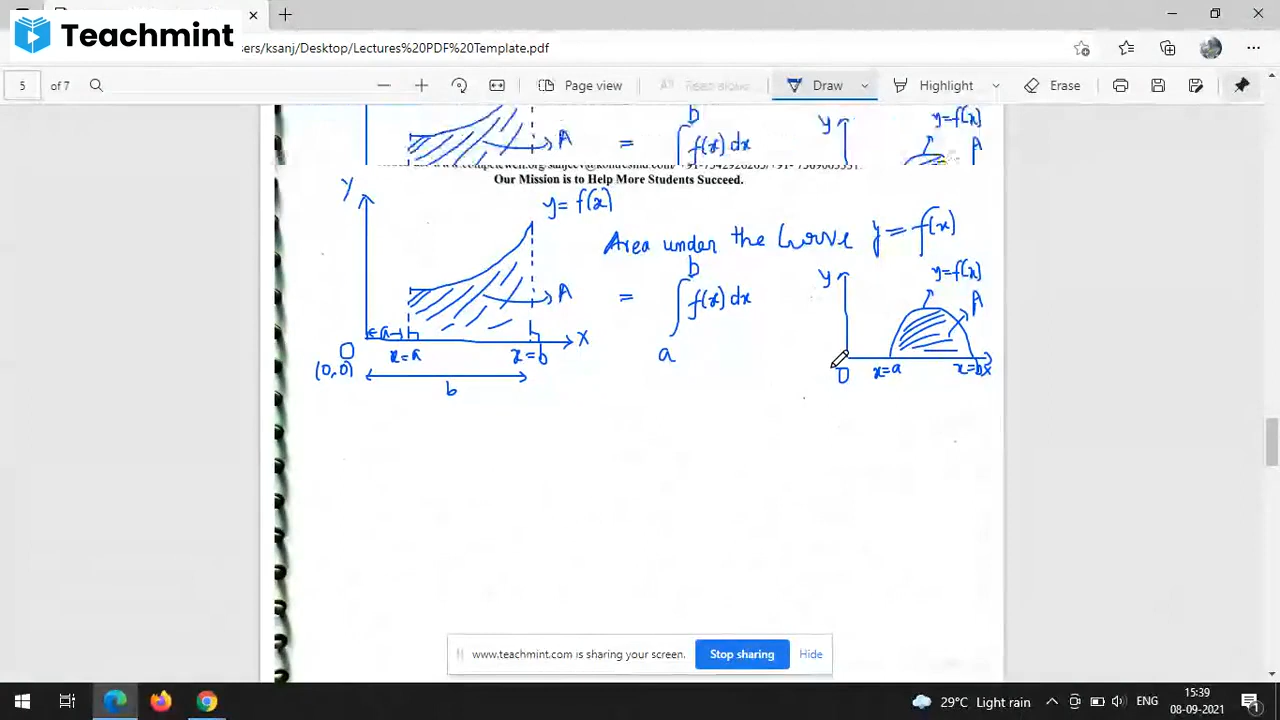 Teachmint
ers/ksanj/Desktop/Lectures%20PDF%20Template.pdf
5 of 7
Page view
Draw
Highlight
Erase
A = b ∫ f(x) dx
y
y=f(x)
A
Our Mission is to Help More Students Succeed.
y
y = f(x)
Area under the Curve y = f(x)
A = ∫ f(x) dx
b
a
a
x=a
x=b
x
O
(0,0)
b
y
y=f(x)
A
O
x=a
x=b
x
www.teachmint.com is sharing your screen.
Stop sharing
Hide
29°C Light rain
ENG
15:39
08-09-2021
1